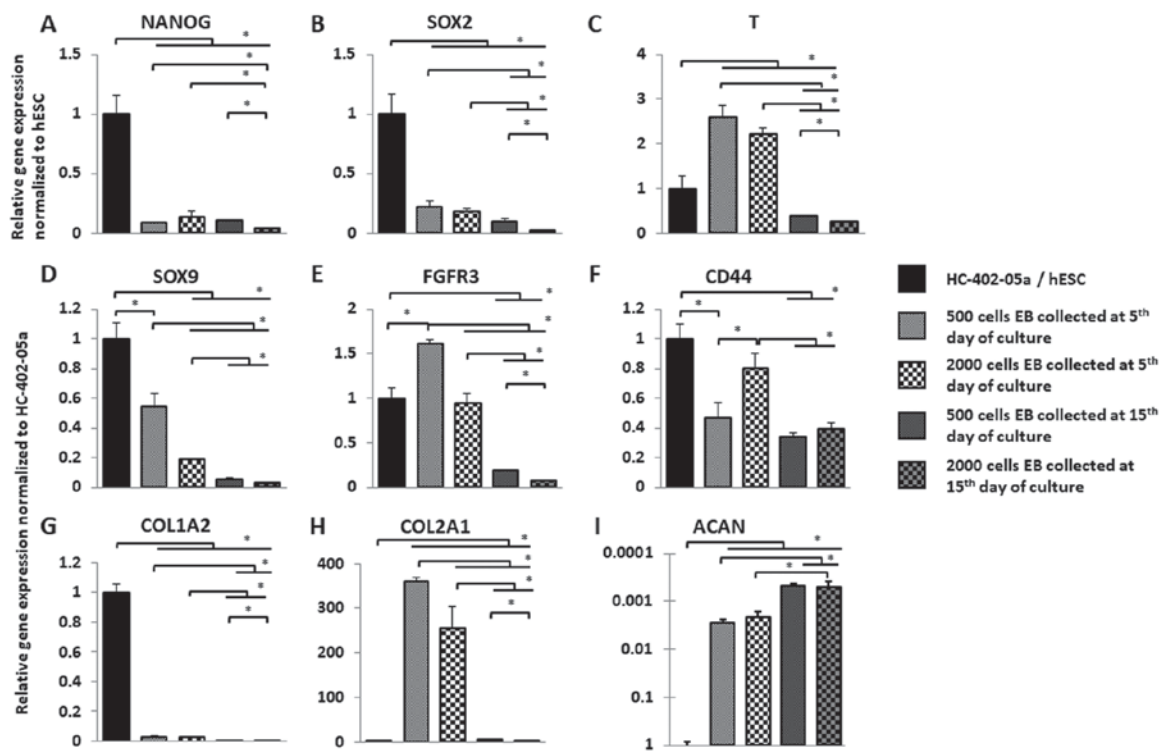 A NANOG
B SOX2
C T
Relative gene expression
normalized to hESC
1.5
1
0.5
0
* * * *
1.5
1
0.5
0
* * * *
4
3
2
1
0
* * * *
D SOX9
E FGFR3
F CD44
Relative gene expression normalized to HC-402-05a
1.2
1
0.8
0.6
0.4
0.2
0
* * * *
2
1.5
1
0.5
0
* * * * *
1.2
1
0.8
0.6
0.4
0.2
0
* * * *
HC-402-05a / hESC
500 cells EB collected at 5th
day of culture
2000 cells EB collected at 5th
day of culture
500 cells EB collected at 15th
day of culture
2000 cells EB collected at
15th day of culture
G COL1A2
H COL2A1
I ACAN
1.2
1
0.8
0.6
0.4
0.2
0
* * * *
400
300
200
100
0
* * * *
0.0001
0.001
0.01
0.1
1
* * *